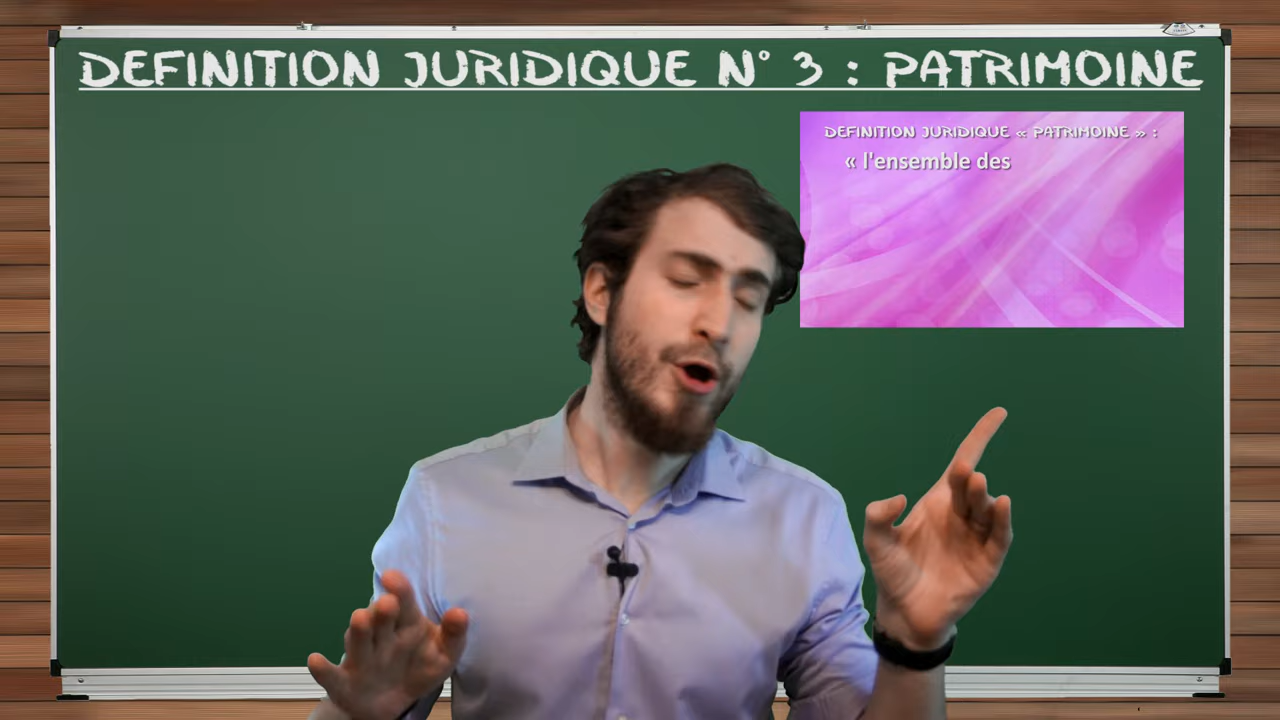 DEFINITION JURIDIQUE N° 3 : PATRIMOINE
DEFINITION JURIDIQUE « PATRIMOINE » :
« l'ensemble des